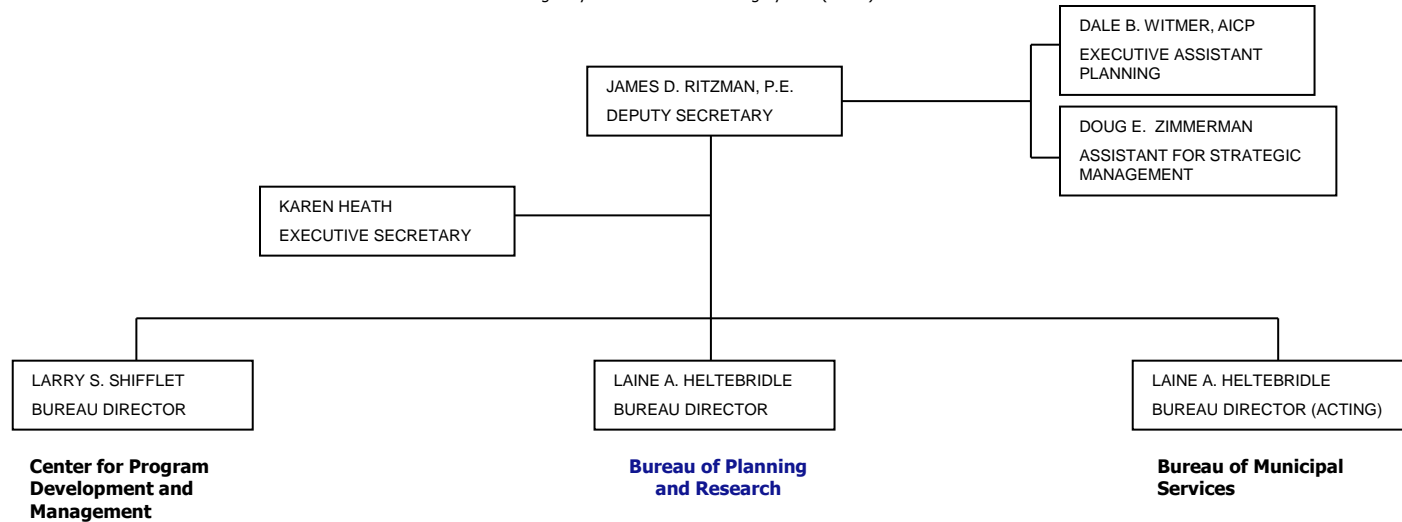 DALE B. WITMER, AICP
EXECUTIVE ASSISTANT
PLANNING
JAMES D. RITZMAN, P.E.
DEPUTY SECRETARY
DOUG E. ZIMMERMAN
ASSISTANT FOR STRATEGIC
MANAGEMENT
KAREN HEATH
EXECUTIVE SECRETARY
LARRY S. SHIFFLET
BUREAU DIRECTOR
LAINE A. HELTEBRIDLE
BUREAU DIRECTOR
LAINE A. HELTEBRIDLE
BUREAU DIRECTOR (ACTING)
Center for Program
Development and
Management
Bureau of Planning
and Research
Bureau of Municipal
Services